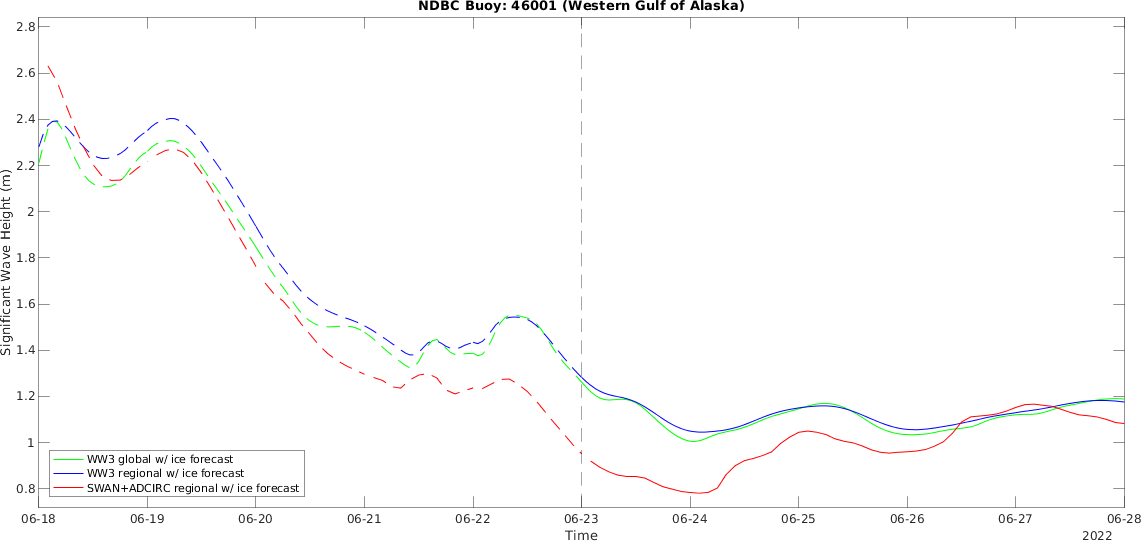 NDBC Buoy: 46001 (Western Gulf of Alaska)
Significant Wave Height (m)
2.8
2.6
2.4
2.2
2
1.8
1.6
1.4
1.2
1
0.8
WW3 global w/ ice forecast
WW3 regional w/ ice forecast
SWAN+ADCIRC regional w/ ice forecast
06-18 06-19 06-20 06-21 06-22 06-23 06-24 06-25 06-26 06-27 06-28
Time
2022